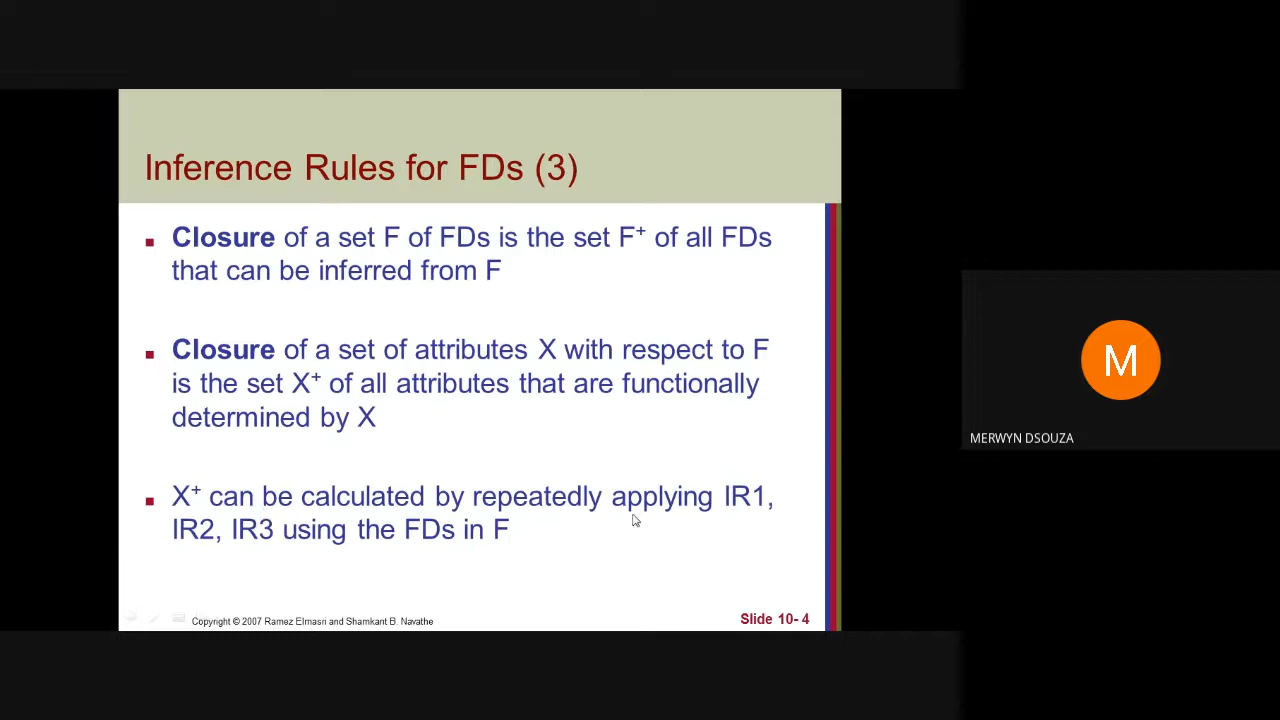 Inference Rules for FDs (3)
Closure of a set F of FDs is the set F⁺ of all FDs
that can be inferred from F
Closure of a set of attributes X with respect to F
is the set X⁺ of all attributes that are functionally
determined by X
X⁺ can be calculated by repeatedly applying IR1,
IR2, IR3 using the FDs in F
Copyright © 2007 Ramez Elmasri and Shamkant B. Navathe
Slide 10- 4
M
MERWYN DSOUZA